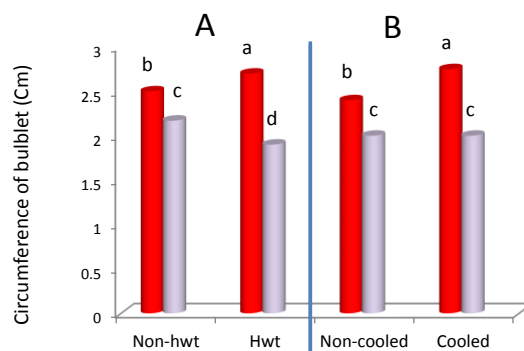 A B
3
2.5
2
1.5
1
0.5
0
Circumference of bulblet (Cm)
b c a d b c a c
Non-hwt Hwt Non-cooled Cooled